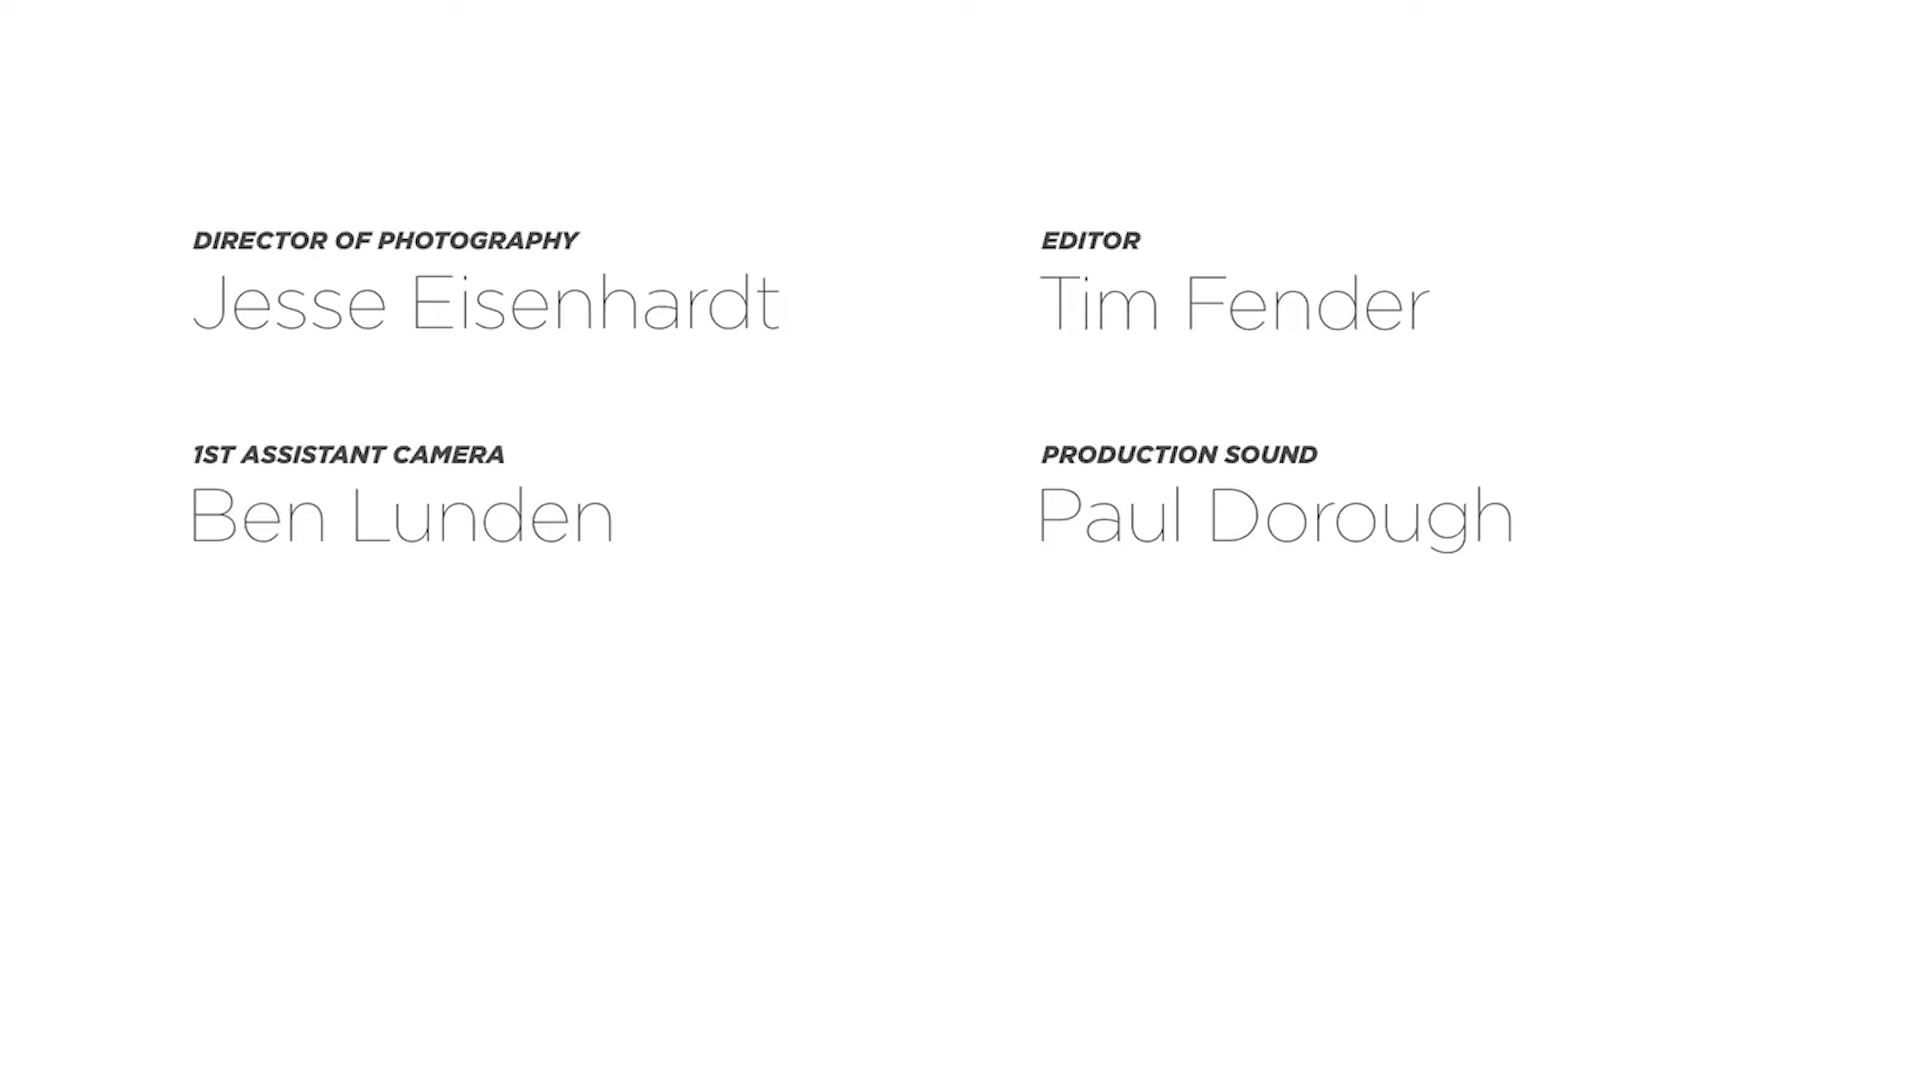 DIRECTOR OF PHOTOGRAPHY
Jesse Eisenhardt
EDITOR
Tim Fender
1ST ASSISTANT CAMERA
Ben Lunden
PRODUCTION SOUND
Paul Dorough